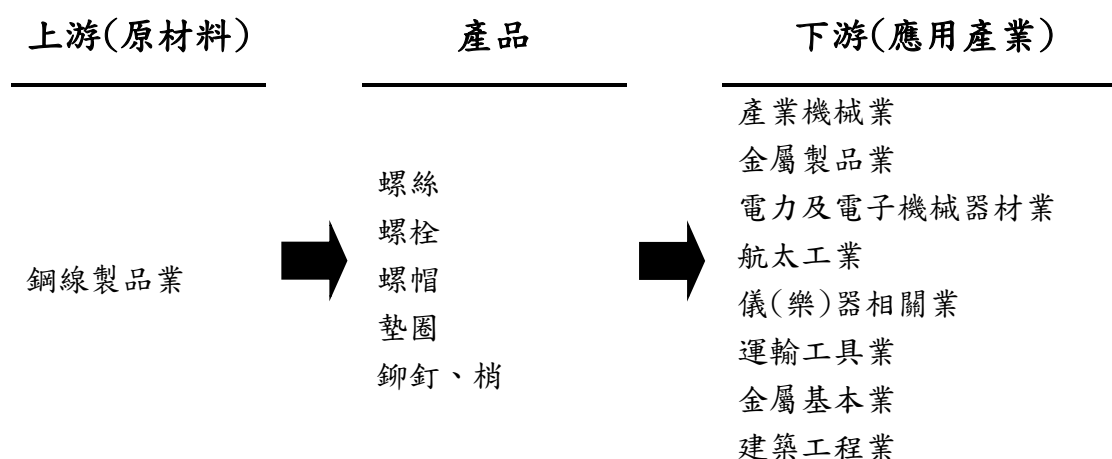 上游(原材料)
鋼線製品業
產品
螺絲
螺栓
螺帽
墊圈
鉚釘、梢
下游(應用產業)
產業機械業
金屬製品業
電力及電子機械器材業
航太工業
儀(樂)器相關業
運輸工具業
金屬基本業
建築工程業